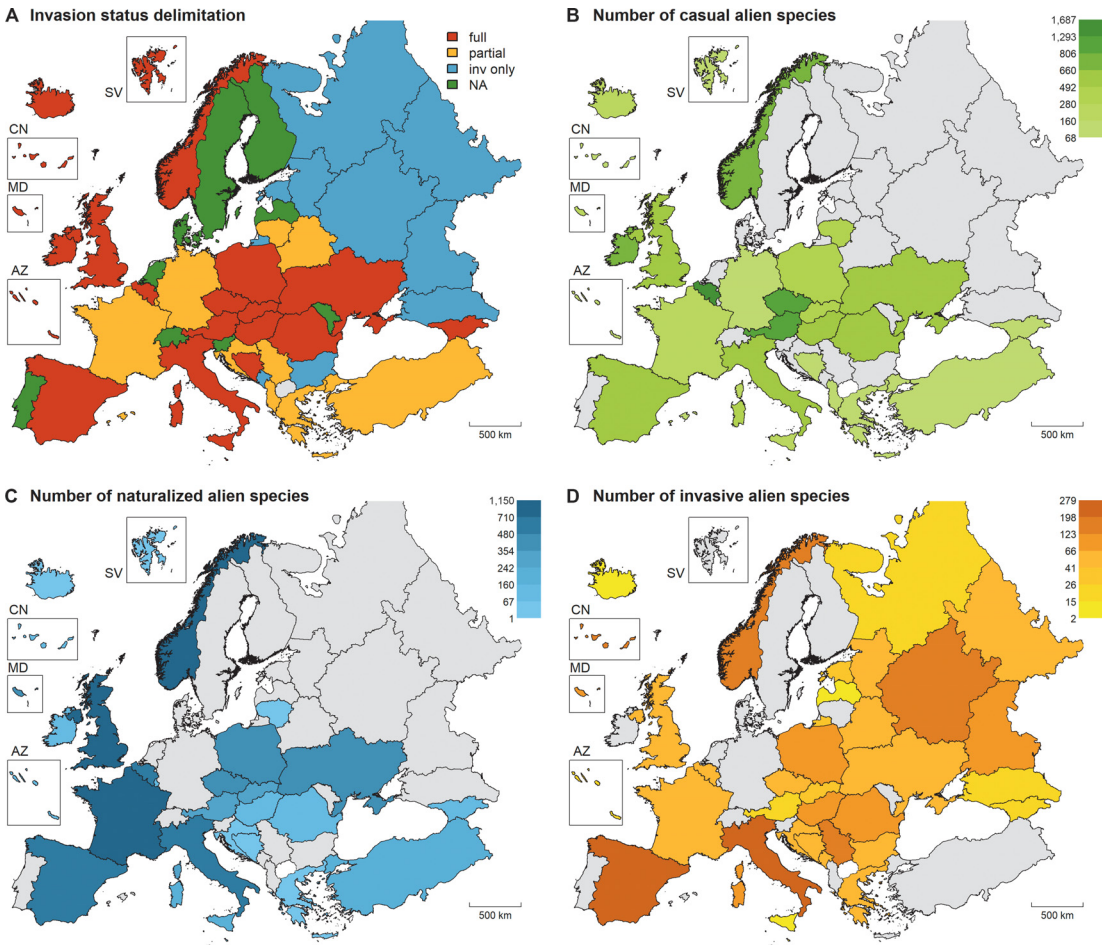 A Invasion status delimitation
full
partial
inv only
NA
SV
CN
MD
AZ
500 km
B Number of casual alien species
1,687
1,293
806
660
492
280
160
68
SV
CN
MD
AZ
500 km
C Number of naturalized alien species
1,150
710
480
354
242
160
67
1
SV
CN
MD
AZ
500 km
D Number of invasive alien species
279
198
123
66
41
26
15
2
SV
CN
MD
AZ
500 km